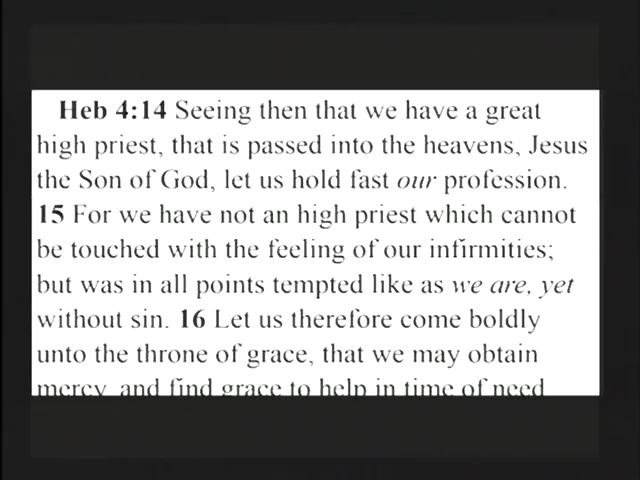 Heb 4:14 Seeing then that we have a great
high priest, that is passed into the heavens, Jesus
the Son of God, let us hold fast our profession.
15 For we have not an high priest which cannot
be touched with the feeling of our infirmities;
but was in all points tempted like as we are, yet
without sin. 16 Let us therefore come boldly
unto the throne of grace, that we may obtain
mercy, and find grace to help in time of need